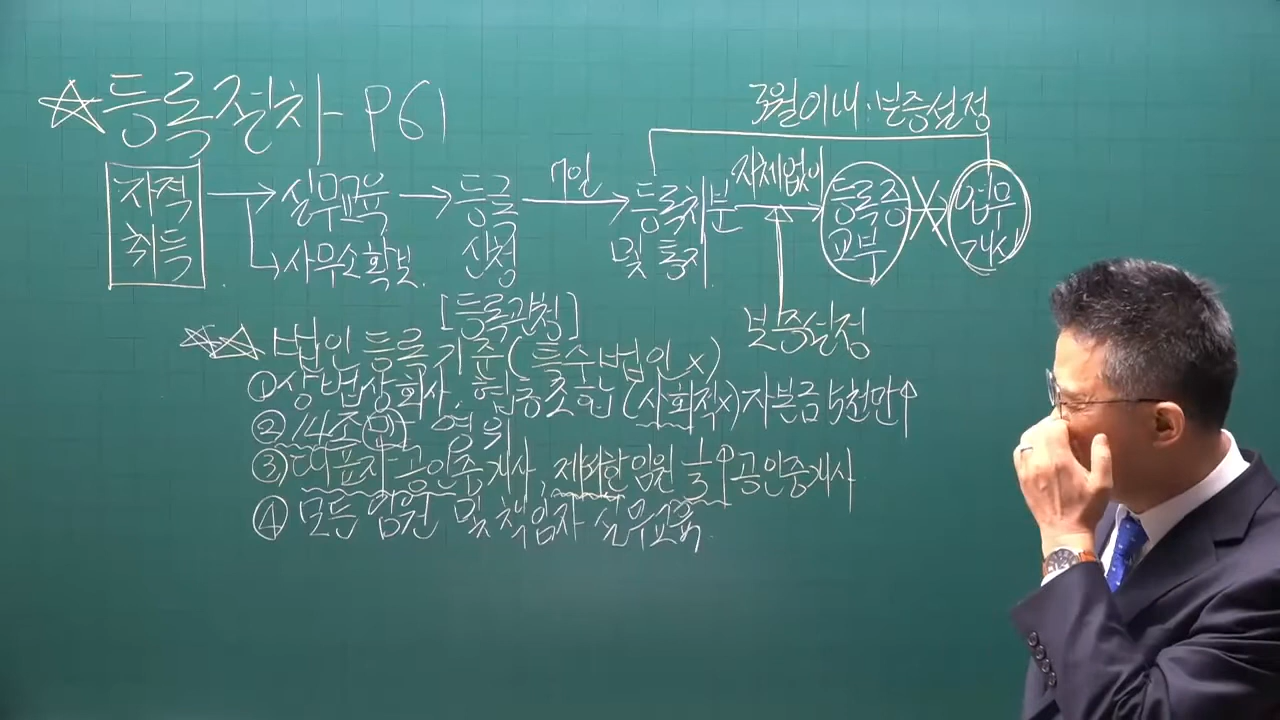 ☆등록절차 - P61
3월이내:보증설정
자격취득 → 실무교육 → 등록신청 7일 → 등록처분 및 통지 지체없이 → 등록증교부 업무개시
사무소확보
[등록관청]
보증설정
☆☆ 법인 등록기준(특수법인x)
① 상법상회사, 협동조합 (사회적x) 자본금 5천만↑
② 14조 만 영위
③ 대표자 공인중개사, 제외한 임원 1/3↑ 공인중개사
④ 모든 임원 및 책임자 실무교육.